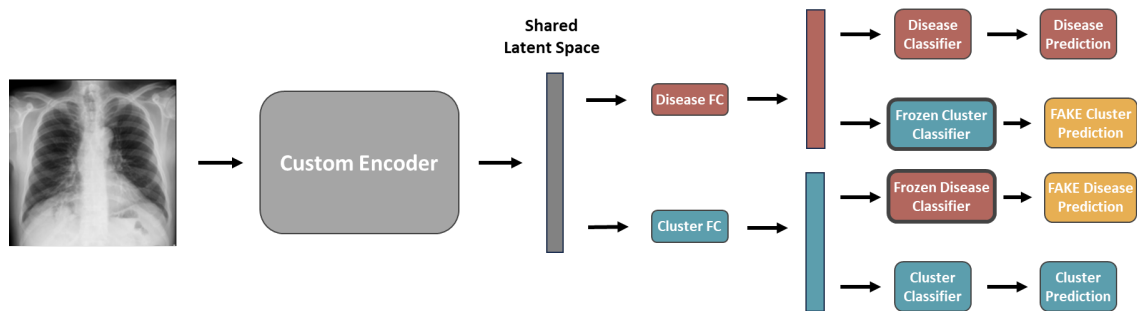 Shared
Latent Space
Custom Encoder
Disease FC
Cluster FC
Disease
Classifier
Disease
Prediction
Frozen Cluster
Classifier
FAKE Cluster
Prediction
Frozen Disease
Classifier
FAKE Disease
Prediction
Cluster
Classifier
Cluster
Prediction